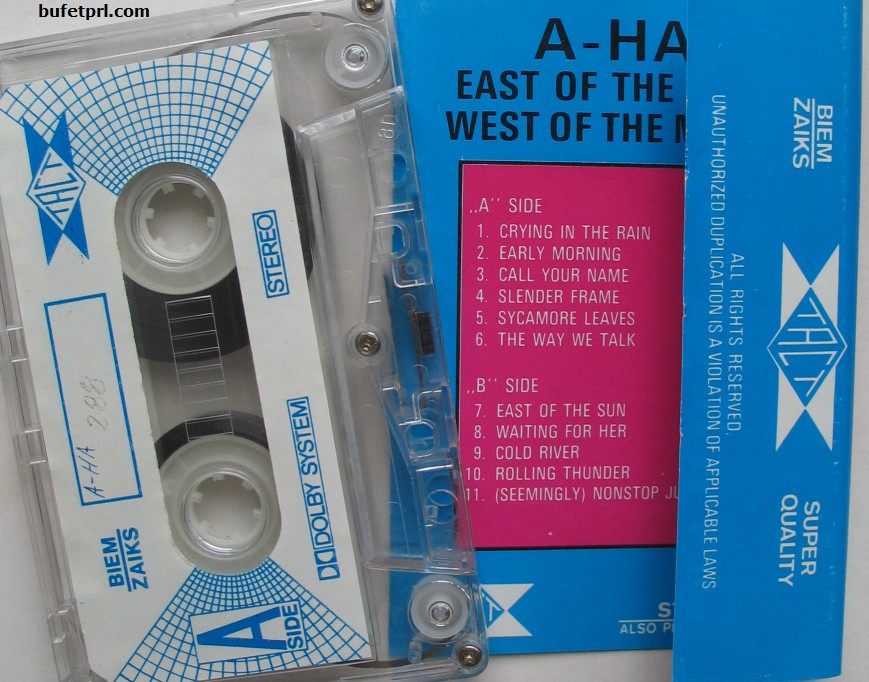 bufetprl.com
TACT
STEREO
A-HA 288
DOLBY SYSTEM
BIEM
ZAIKS
A
SIDE
A-HA
EAST OF THE
WEST OF THE
„A" SIDE
1. CRYING IN THE RAIN
2. EARLY MORNING
3. CALL YOUR NAME
4. SLENDER FRAME
5. SYCAMORE LEAVES
6. THE WAY WE TALK
„B" SIDE
7. EAST OF THE SUN
8. WAITING FOR HER
9. COLD RIVER
10. ROLLING THUNDER
11. (SEEMINGLY) NONSTOP JU
ALSO
BIEM
ZAIKS
ALL RIGHTS RESERVED.
UNAUTHORIZED DUPLICATION IS A VIOLATION OF APPLICABLE LAWS
TACT
SUPER
QUALITY